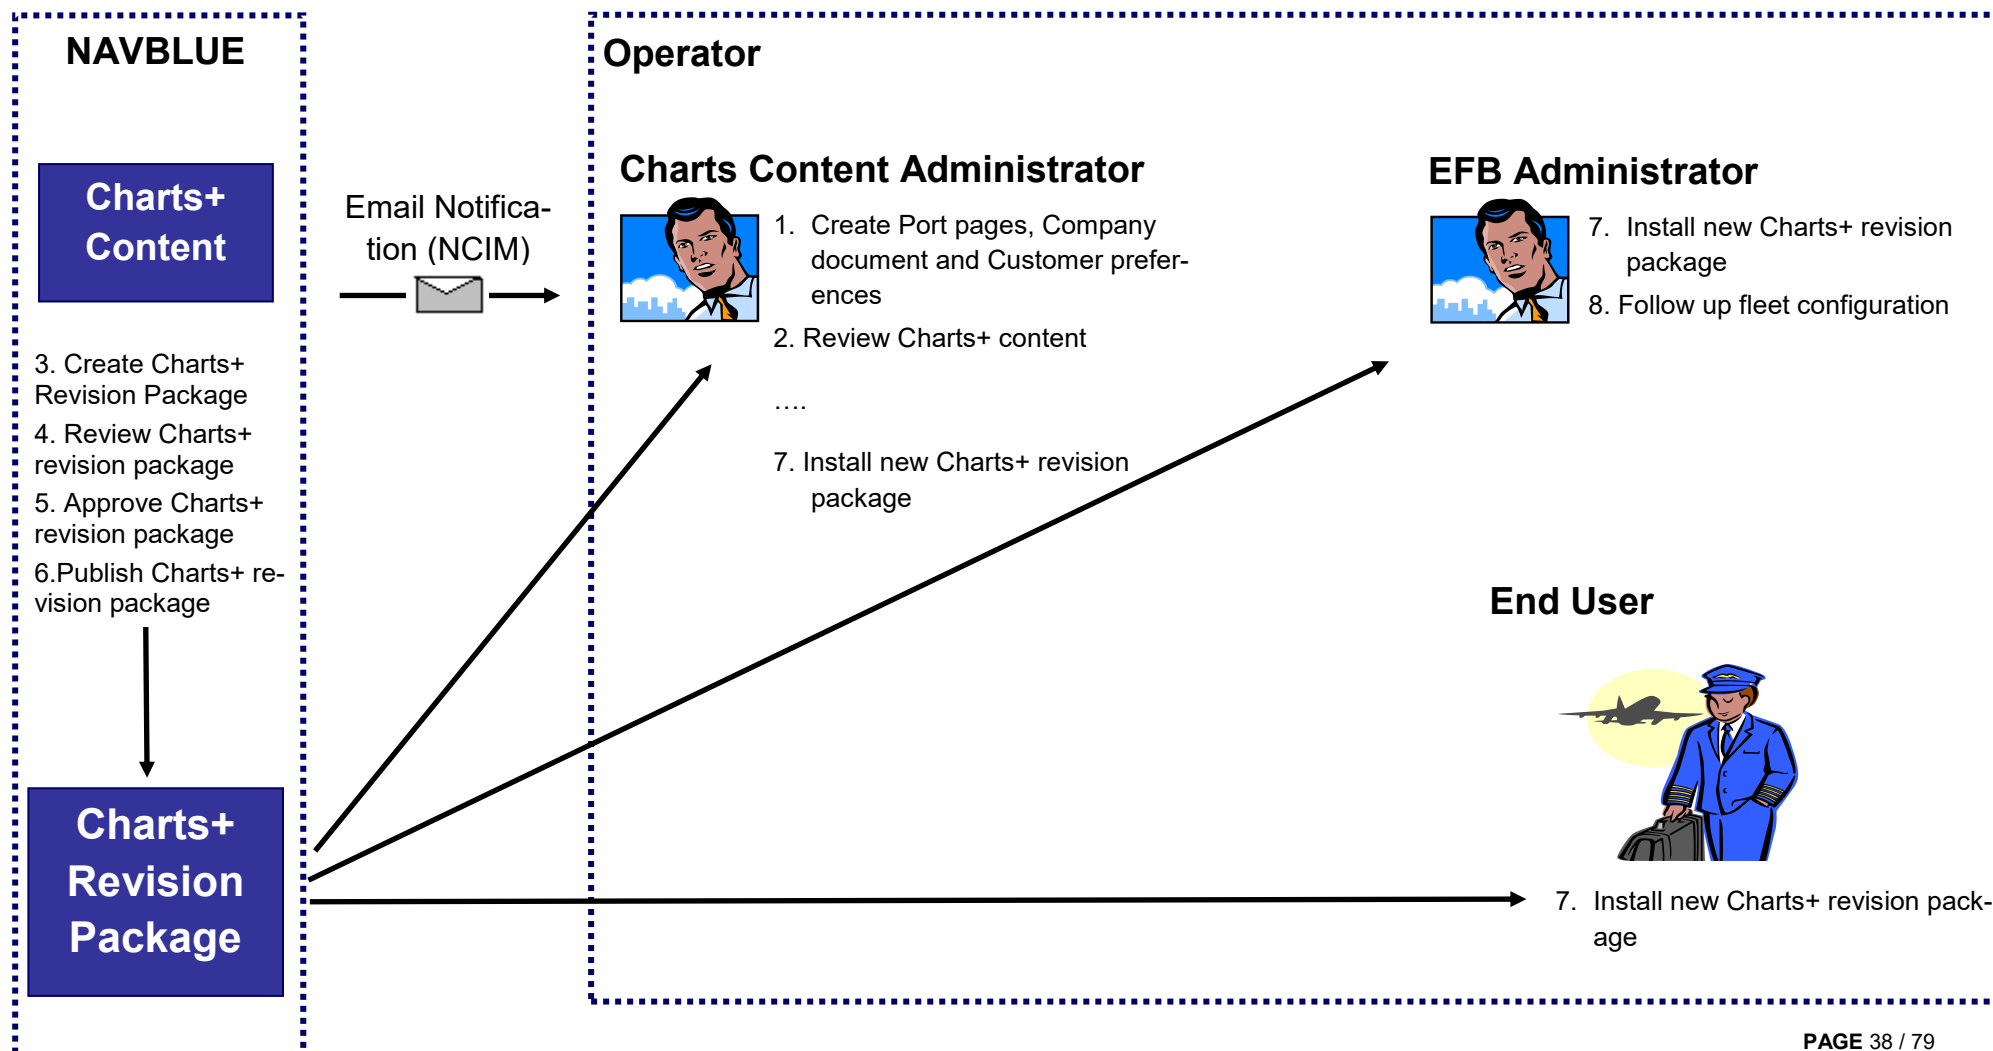 NAVBLUE
Charts+
Content
3. Create Charts+
Revision Package
4. Review Charts+
revision package
5. Approve Charts+
revision package
6.Publish Charts+ re-
vision package
Charts+
Revision
Package
Email Notifica-
tion (NCIM)
Operator
Charts Content Administrator
1. Create Port pages, Company
document and Customer prefer-
ences
2. Review Charts+ content
....
7. Install new Charts+ revision
package
EFB Administrator
7. Install new Charts+ revision
package
8. Follow up fleet configuration
End User
7. Install new Charts+ revision pack-
age
PAGE 38 / 79